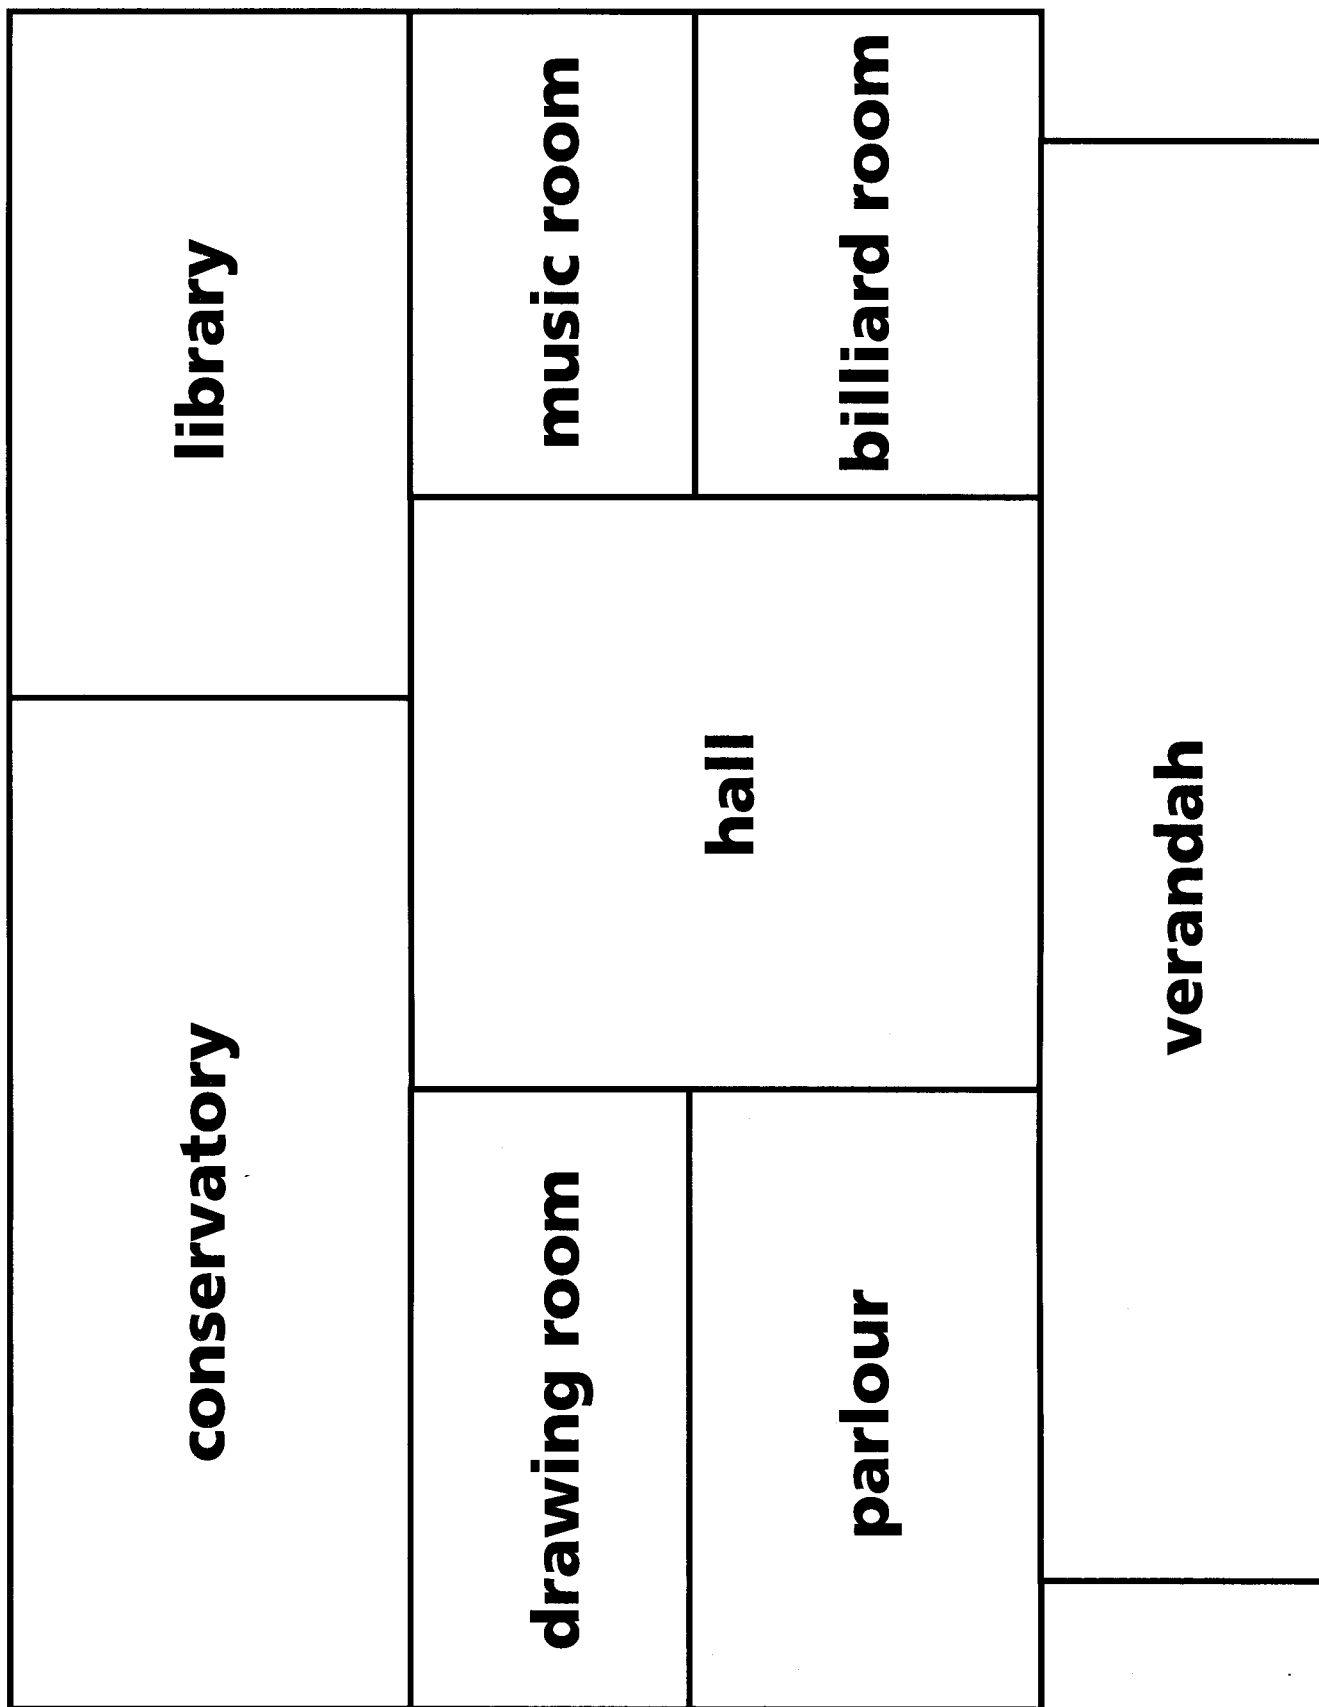 conservatory
library
drawing room
music room
hall
parlour
billiard room
verandah